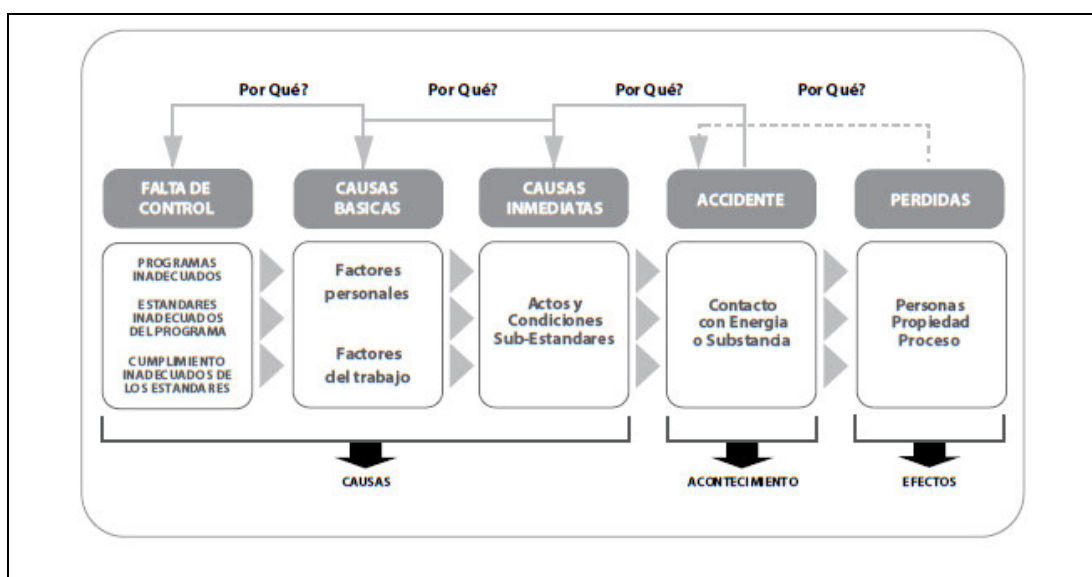 Por Qué?
Por Qué?
Por Qué?
Por Qué?
FALTA DE
CONTROL
CAUSAS
BASICAS
CAUSAS
INMEDIATAS
ACCIDENTE
PERDIDAS
PROGRAMAS
INADECUADOS
ESTANDARES
INADECUADOS
DEL PROGRAMA
CUMPLIMIENTO
INADECUADOS DE
LOS ESTANDARES
Factores
personales
Factores
del trabajo
Actos y
Condiciones
Sub-Estandares
Contacto
con Energia
o Substancia
Personas
Propiedad
Proceso
CAUSAS
ACONTECIMIENTO
EFECTOS